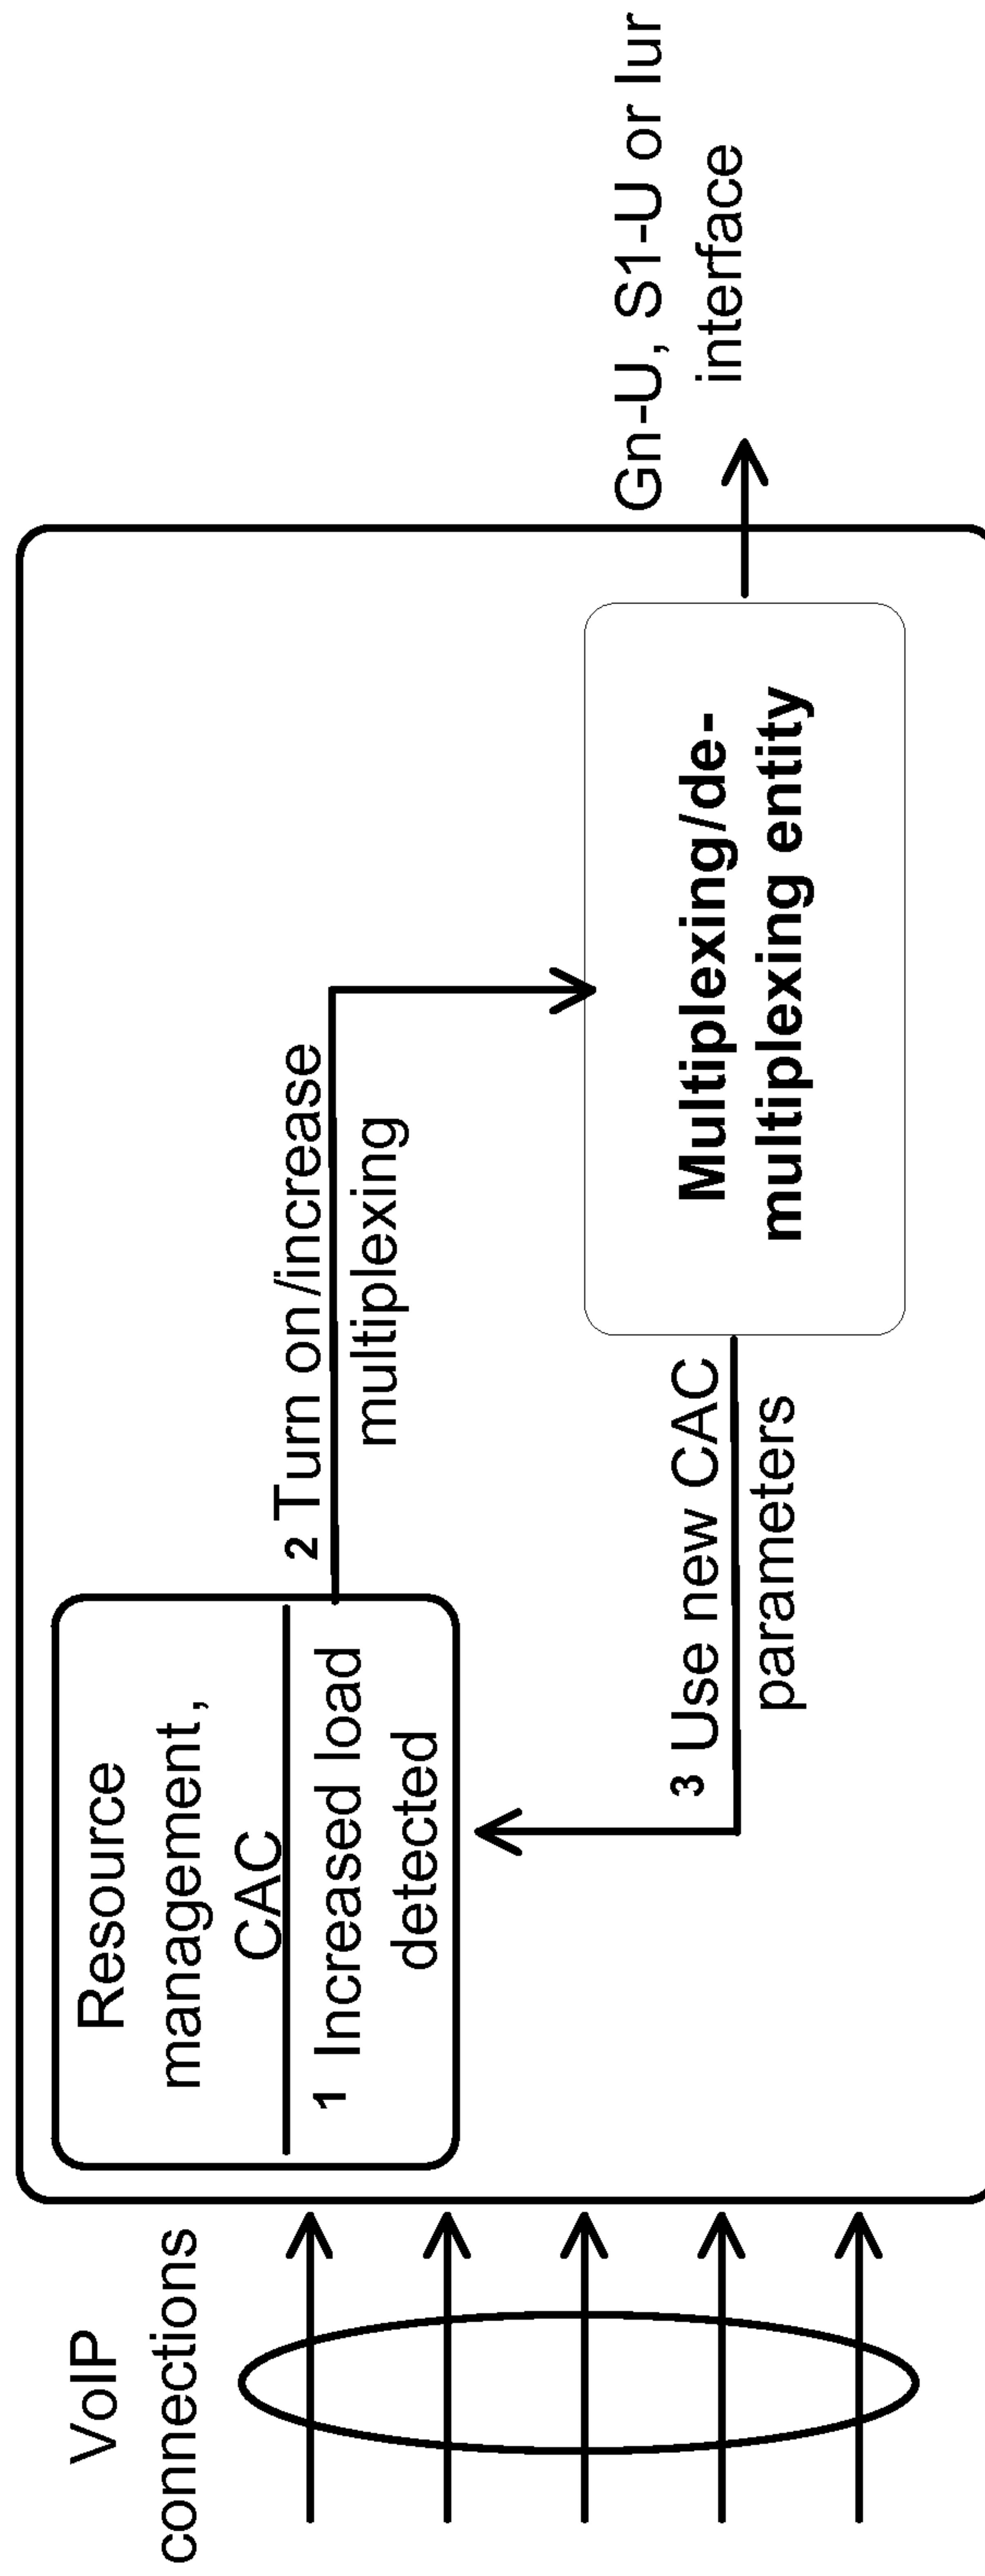 VoIP
connections
Resource
management,
CAC
1 Increased load
detected
2 Turn on/increase
multiplexing
3 Use new CAC
parameters
Multiplexing/de-
multiplexing entity
Gn-U, S1-U or Iur
interface